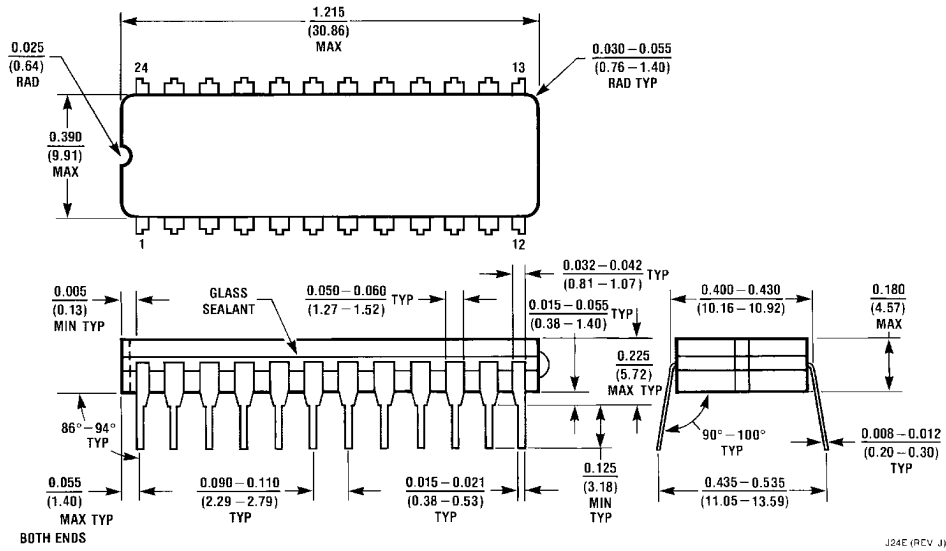 1.215
(30.86)
MAX
0.025
(0.64)
RAD
0.030–0.055
(0.76–1.40)
RAD TYP
24
13
0.390
(9.91)
MAX
1
12
0.005
(0.13)
MIN TYP
GLASS
SEALANT
0.050–0.060
(1.27–1.52)
TYP
0.032–0.042
(0.81–1.07)
TYP
0.015–0.055
(0.38–1.40)
TYP
0.225
(5.72)
MAX TYP
0.400–0.430
(10.16–10.92)
0.180
(4.57)
MAX
86°–94°
TYP
90°–100°
TYP
0.008–0.012
(0.20–0.30)
TYP
0.055
(1.40)
MAX TYP
BOTH ENDS
0.090–0.110
(2.29–2.79)
TYP
0.015–0.021
(0.38–0.53)
TYP
0.125
(3.18)
MIN
TYP
0.435-0.535
(11.05-13.59)
J24E (REV J)